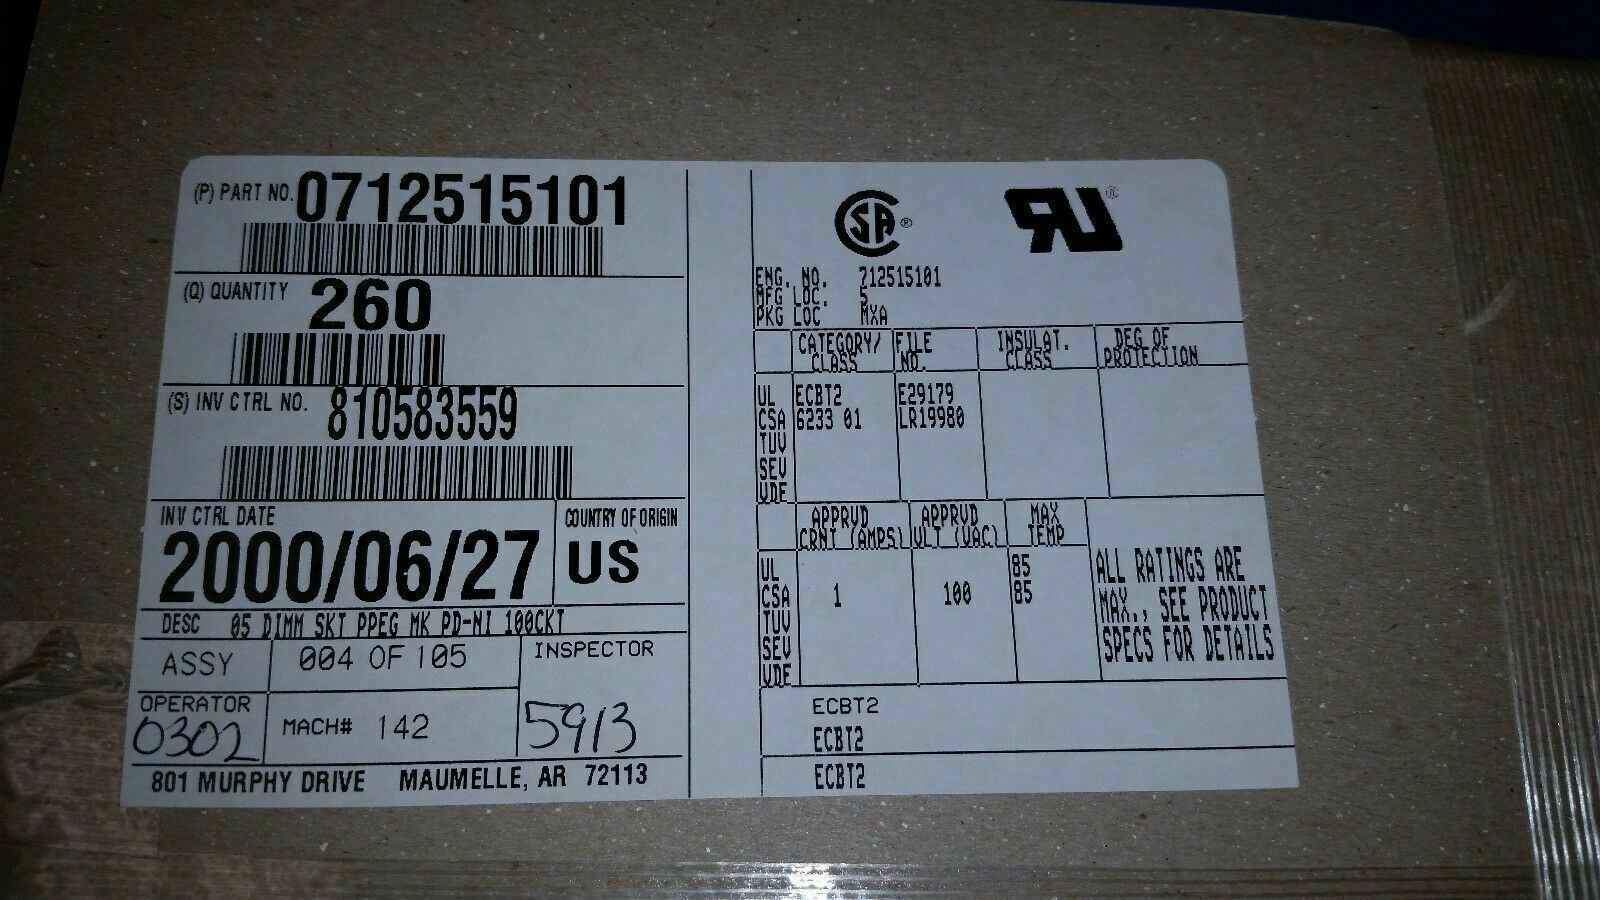 (P) PART NO. 0712515101
(Q) QUANTITY 260
(S) INV CTRL NO. 810583559
INV CTRL DATE
2000/06/27
COUNTRY OF ORIGIN
US
DESC 05 DIMM SKT PPEG MK PD-NI 100CKT
ASSY
004 OF 105
INSPECTOR
OPERATOR
0302
MACH# 142
5913
801 MURPHY DRIVE MAUMELLE, AR 72113
CSA ®
RU
ENG. NO. 712515101
MFG LOC. 5
PKG LOC MXA
CATEGORY/ CLASS
FILE NO.
INSULAT. CLASS
DEG OF PROTECTION
UL ECBT2 E29179
CSA 6233 01 LR19980
TUV
SEV
VDE
APPRVD CRNT (AMPS)
APPRVD VLT (VAC)
MAX TEMP
UL 85
CSA 1 100 85
TUV
SEV
VDE
ALL RATINGS ARE
MAX., SEE PRODUCT
SPECS FOR DETAILS
ECBT2
ECBT2
ECBT2